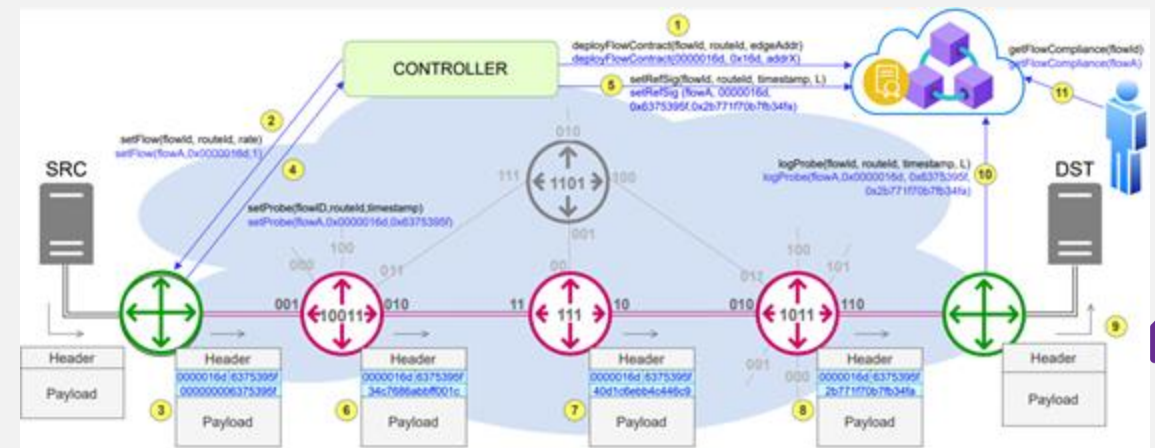 1
deployFlowContract(flowId, routeId, edgeAddr)
deployFlowContract(0000016d, 0x16d, addrX)
getFlowCompliance(flowId)
getFlowCompliance(flowA)
CONTROLLER
5
setRefSig(flowId, routeId, timestamp, L)
setRefSig (flowA, 0000016d,
0x6375395f,0x2b771f70b7fb34fa)
11
2
setFlow(flowId, routeId, rate)
setFlow(flowA,0x0000016d,1)
010
SRC
4
111
1101
100
logProbe(flowId, routeId, timestamp, L)
logProbe(flowA,0x0000016d, 0x6375395f,
0x2b771f70b7fb34fa)
10
DST
setProbe(flowID,routeId,timestamp)
setProbe(flowA,0x0000016d,0x6375395f)
001
100
000
011
00
100
012
101
001
10011
010
11
111
10
010
1011
110
9
Header
Payload
3
Header
0000016d 6375395f
000000006375395f
Payload
6
Header
0000016d 6375395f
34c7686abbff001c
Payload
7
Header
0000016d 6375395f
40d1c6ebb4c446c9
Payload
001
000
8
Header
0000016d 6375395f
2b771f70b7fb34fa
Payload
Header
Payload